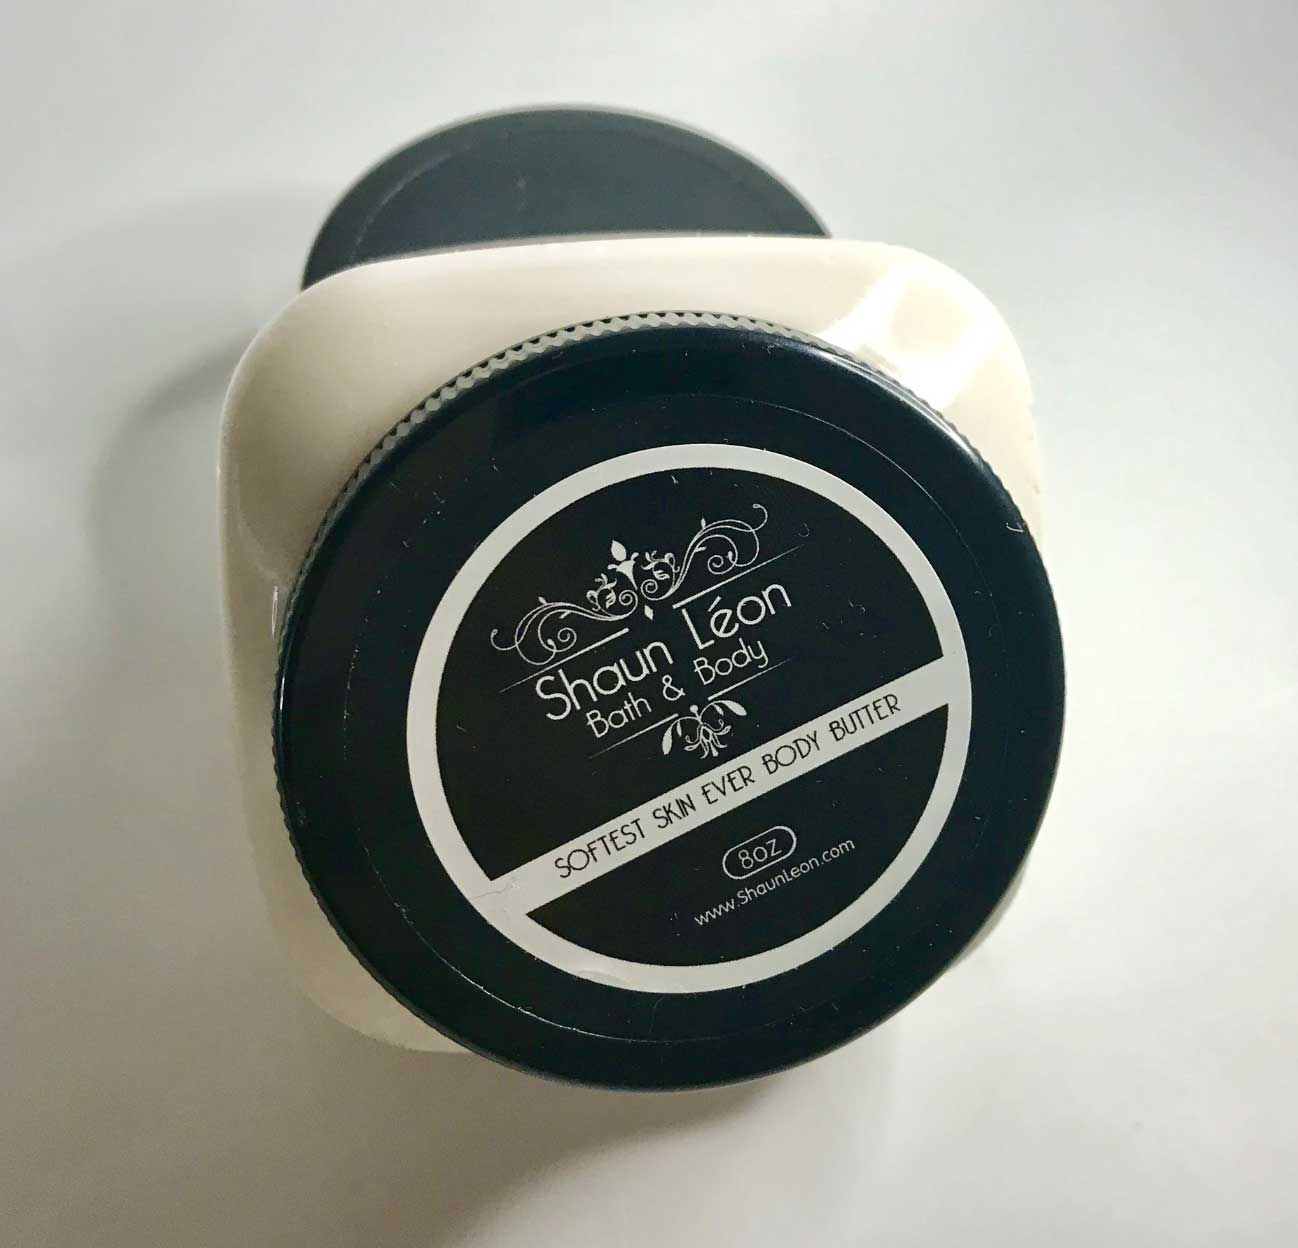 Shaun Léon
Bath & Body
SOFTEST SKIN EVER BODY BUTTER
8oz
www.ShaunLeon.com